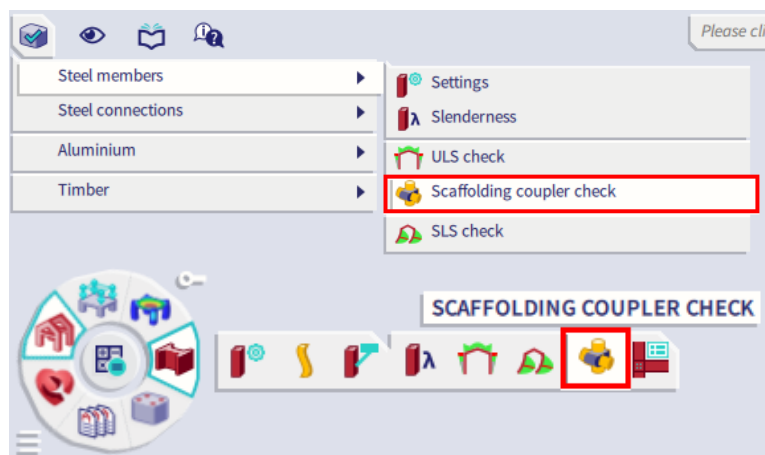 Please cli
Steel members
Steel connections
Aluminium
Timber
Settings
λ Slenderness
ULS check
Scaffolding coupler check
SLS check
SCAFFOLDING COUPLER CHECK
λ